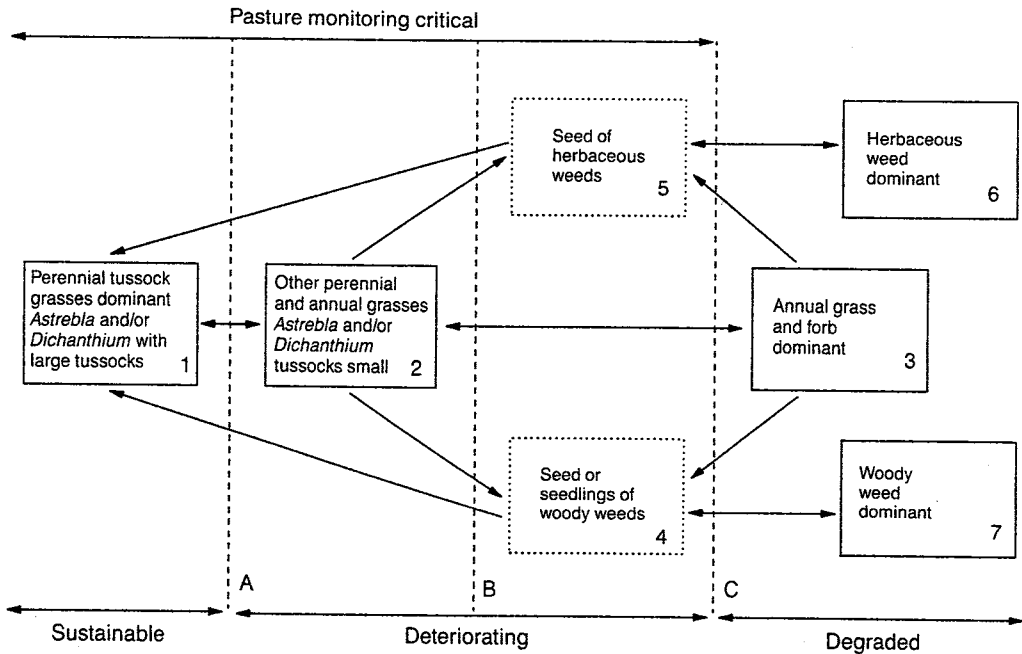 Pasture monitoring critical
Seed of
herbaceous
weeds
5
Herbaceous
weed
dominant
6
Perennial tussock
grasses dominant
Astrebla and/or
Dichanthium with
large tussocks
1
Other perennial
and annual grasses
Astrebla and/or
Dichanthium
tussocks small
2
Annual grass
and forb
dominant
3
Seed or
seedlings of
woody weeds
4
Woody
weed
dominant
7
A
B
C
Sustainable
Deteriorating
Degraded